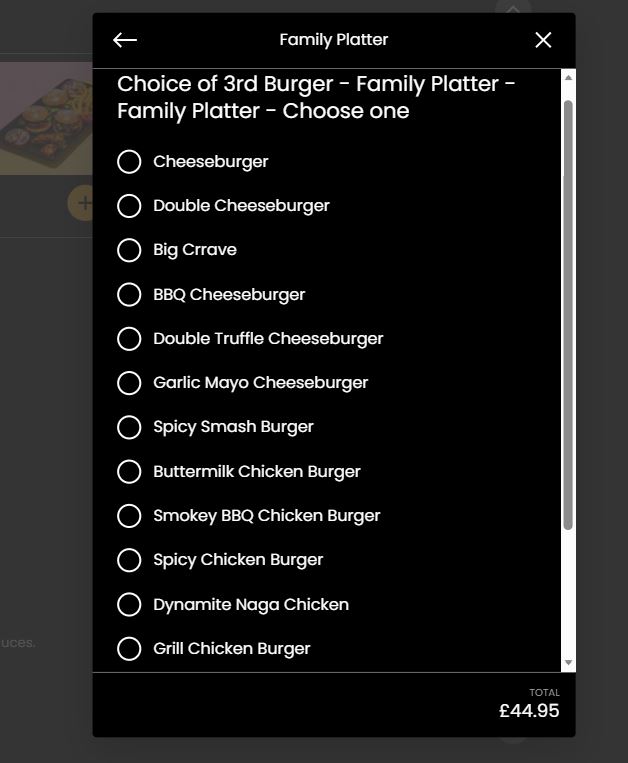 Family Platter
Choice of 3rd Burger - Family Platter -
Family Platter - Choose one
Cheeseburger
Double Cheeseburger
Big Crrave
BBQ Cheeseburger
Double Truffle Cheeseburger
Garlic Mayo Cheeseburger
Spicy Smash Burger
Buttermilk Chicken Burger
Smokey BBQ Chicken Burger
Spicy Chicken Burger
Dynamite Naga Chicken
uces.
Grill Chicken Burger
TOTAL
£44.95